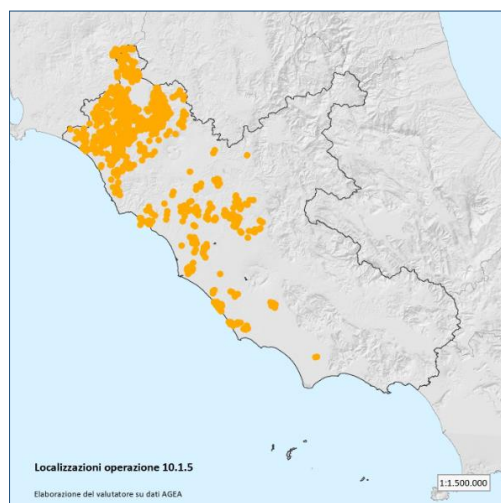 Localizzazioni operazione 10.1.5
1:1.500.000
Elaborazione del valutatore su dati AGEA